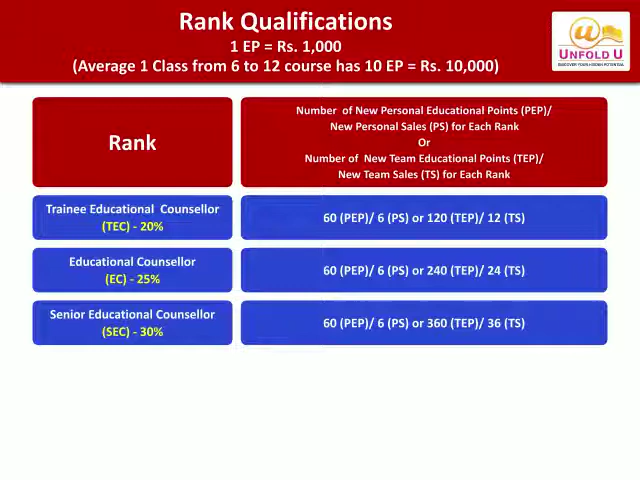 Rank Qualifications
1 EP = Rs. 1,000
(Average 1 Class from 6 to 12 course has 10 EP = Rs. 10,000)
UNFOLD U
DISCOVER YOUR HIDDEN POTENTIAL
Rank
Number of New Personal Educational Points (PEP)/
New Personal Sales (PS) for Each Rank
Or
Number of New Team Educational Points (TEP)/
New Team Sales (TS) for Each Rank
Trainee Educational Counsellor
(TEC) - 20%
60 (PEP)/ 6 (PS) or 120 (TEP)/ 12 (TS)
Educational Counsellor
(EC) - 25%
60 (PEP)/ 6 (PS) or 240 (TEP)/ 24 (TS)
Senior Educational Counsellor
(SEC) - 30%
60 (PEP)/ 6 (PS) or 360 (TEP)/ 36 (TS)